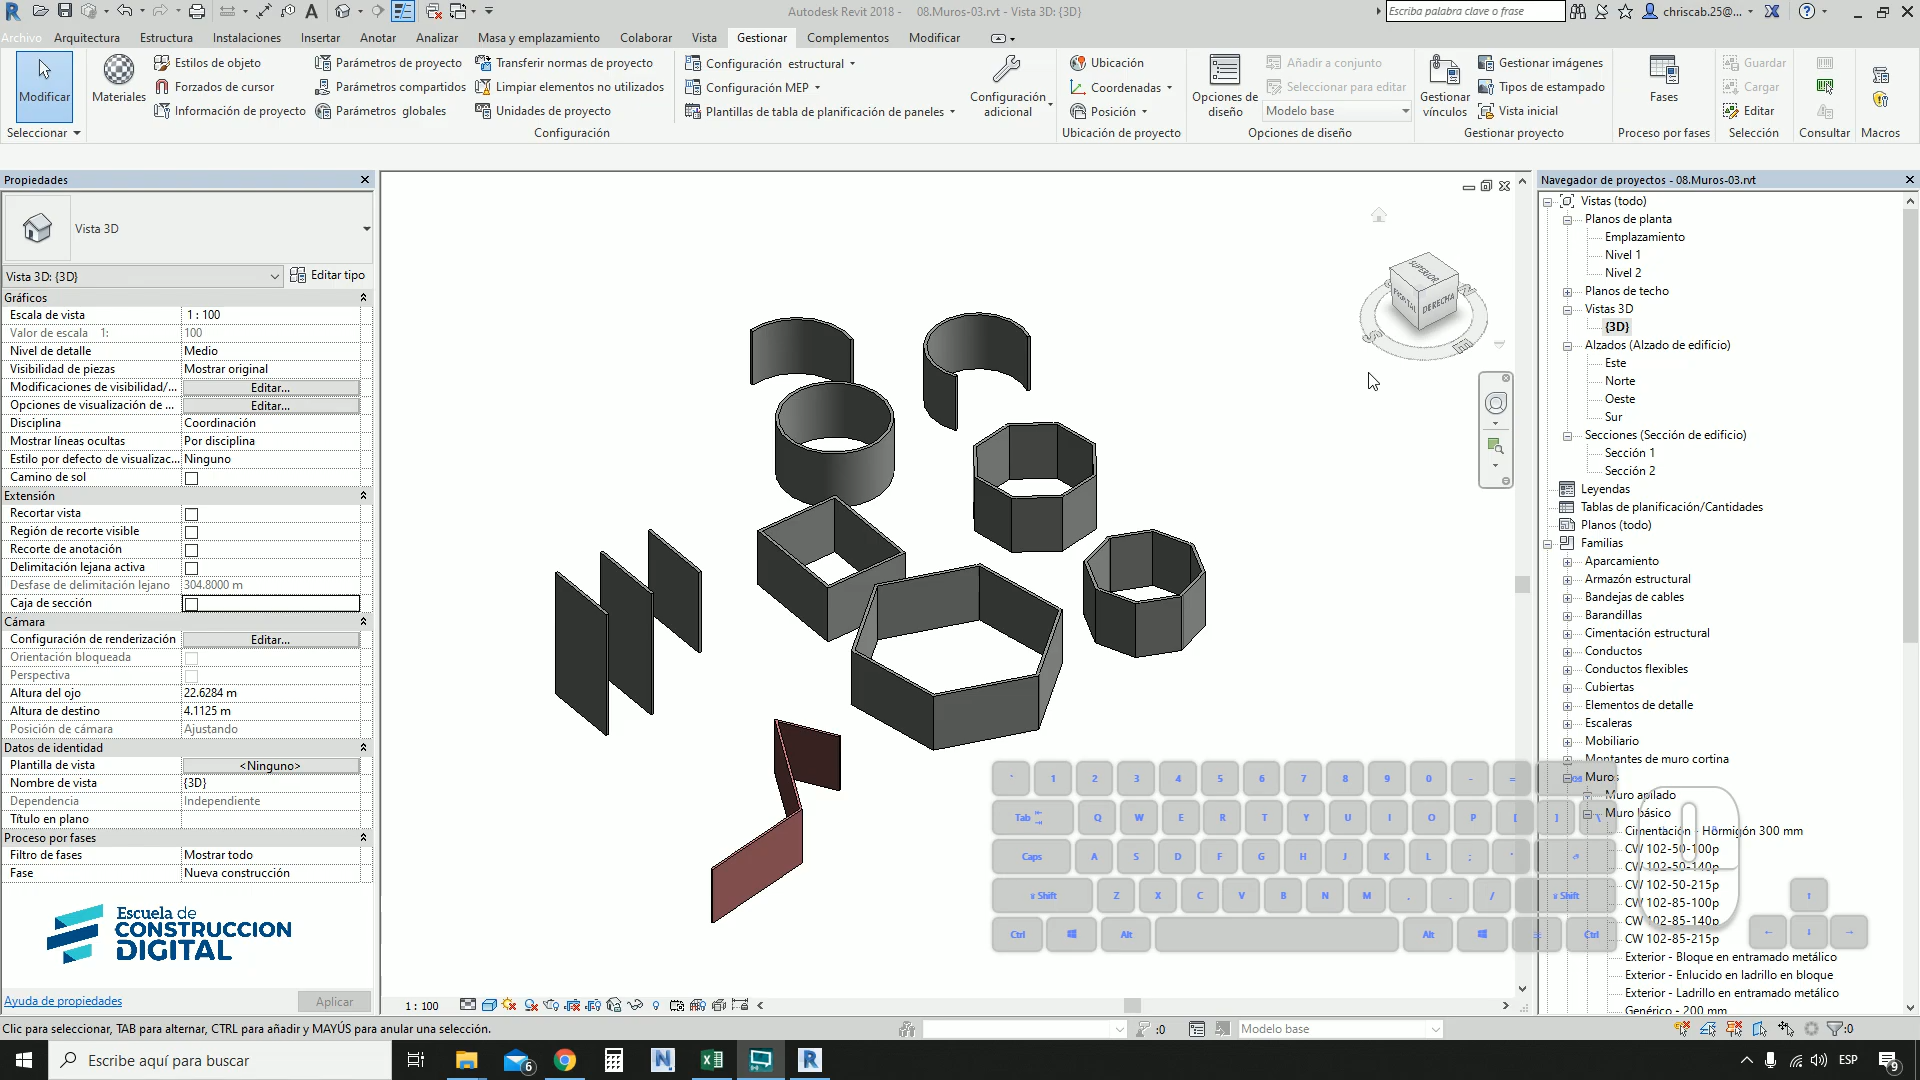 Autodesk Revit 2018 -    08.Muros-03.rvt - Vista 3D: {3D}
Escriba palabra clave o frase
chriscab.25@...
Archivo Arquitectura Estructura Instalaciones Insertar Anotar Analizar Masa y emplazamiento Colaborar Vista Gestionar Complementos Modificar
Modificar
Seleccionar
Materiales
Estilos de objeto
Forzados de cursor
Información de proyecto
Parámetros de proyecto
Parámetros compartidos
Parámetros globales
Transferir normas de proyecto
Limpiar elementos no utilizados
Unidades de proyecto
Configuración
Configuración estructural
Configuración MEP
Plantillas de tabla de planificación de paneles
Configuración
adicional
Ubicación
Coordenadas
Posición
Ubicación de proyecto
Opciones de
diseño
Añadir a conjunto
Seleccionar para editar
Modelo base
Opciones de diseño
Gestionar
vínculos
Gestionar imágenes
Tipos de estampado
Vista inicial
Gestionar proyecto
Fases
Proceso por fases
Guardar
Cargar
Editar
Selección
Consultar
Macros
Propiedades
Vista 3D
Vista 3D: {3D}
Editar tipo
Gráficos
Escala de vista 1 : 100
Valor de escala 1: 100
Nivel de detalle Medio
Visibilidad de piezas Mostrar original
Modificaciones de visibilidad/... Editar...
Opciones de visualización de ... Editar...
Disciplina Coordinación
Mostrar líneas ocultas Por disciplina
Estilo por defecto de visualizac... Ninguno
Camino de sol
Extensión
Recortar vista
Región de recorte visible
Recorte de anotación
Delimitación lejana activa
Desfase de delimitación lejano 304.8000 m
Caja de sección
Cámara
Configuración de renderización Editar...
Orientación bloqueada
Perspectiva
Altura del ojo 22.6284 m
Altura de destino 4.1125 m
Posición de cámara Ajustando
Datos de identidad
Plantilla de vista <Ninguno>
Nombre de vista {3D}
Dependencia Independiente
Título en plano
Proceso por fases
Filtro de fases Mostrar todo
Fase Nueva construcción
Escuela de
CONSTRUCCION
DIGITAL
Ayuda de propiedades
Aplicar
SUPERIOR
FRONTAL
DERECHA
Navegador de proyectos - 08.Muros-03.rvt
Vistas (todo)
Planos de planta
Emplazamiento
Nivel 1
Nivel 2
Planos de techo
Vistas 3D
{3D}
Alzados (Alzado de edificio)
Este
Norte
Oeste
Sur
Secciones (Sección de edificio)
Sección 1
Sección 2
Leyendas
Tablas de planificación/Cantidades
Planos (todo)
Familias
Aparcamiento
Armazón estructural
Bandejas de cables
Barandillas
Cimentación estructural
Conductos
Conductos flexibles
Cubiertas
Elementos de detalle
Escaleras
Mobiliario
Montantes de muro cortina
Muros
Muro apilado
Muro básico
Cimentación - Hormigón 300 mm
CW 102-50-100p
CW 102-50-140p
CW 102-50-215p
CW 102-85-100p
CW 102-85-140p
CW 102-85-215p
Exterior - Bloque en entramado metálico
Exterior - Enlucido en ladrillo en bloque
Exterior - Ladrillo en entramado metálico
Genérico - 200 mm
` 1 2 3 4 5 6 7 8 9 0 - =
Tab Q W E R T Y U I O P [ ] \
Caps A S D F G H J K L ; '
Shift Z X C V B N M , . / Shift
Ctrl Alt Alt Ctrl
1 : 100
Clic para seleccionar, TAB para alternar, CTRL para añadir y MAYÚS para anular una selección.
:0
Modelo base
:0
Escribe aquí para buscar
6
ESP
9